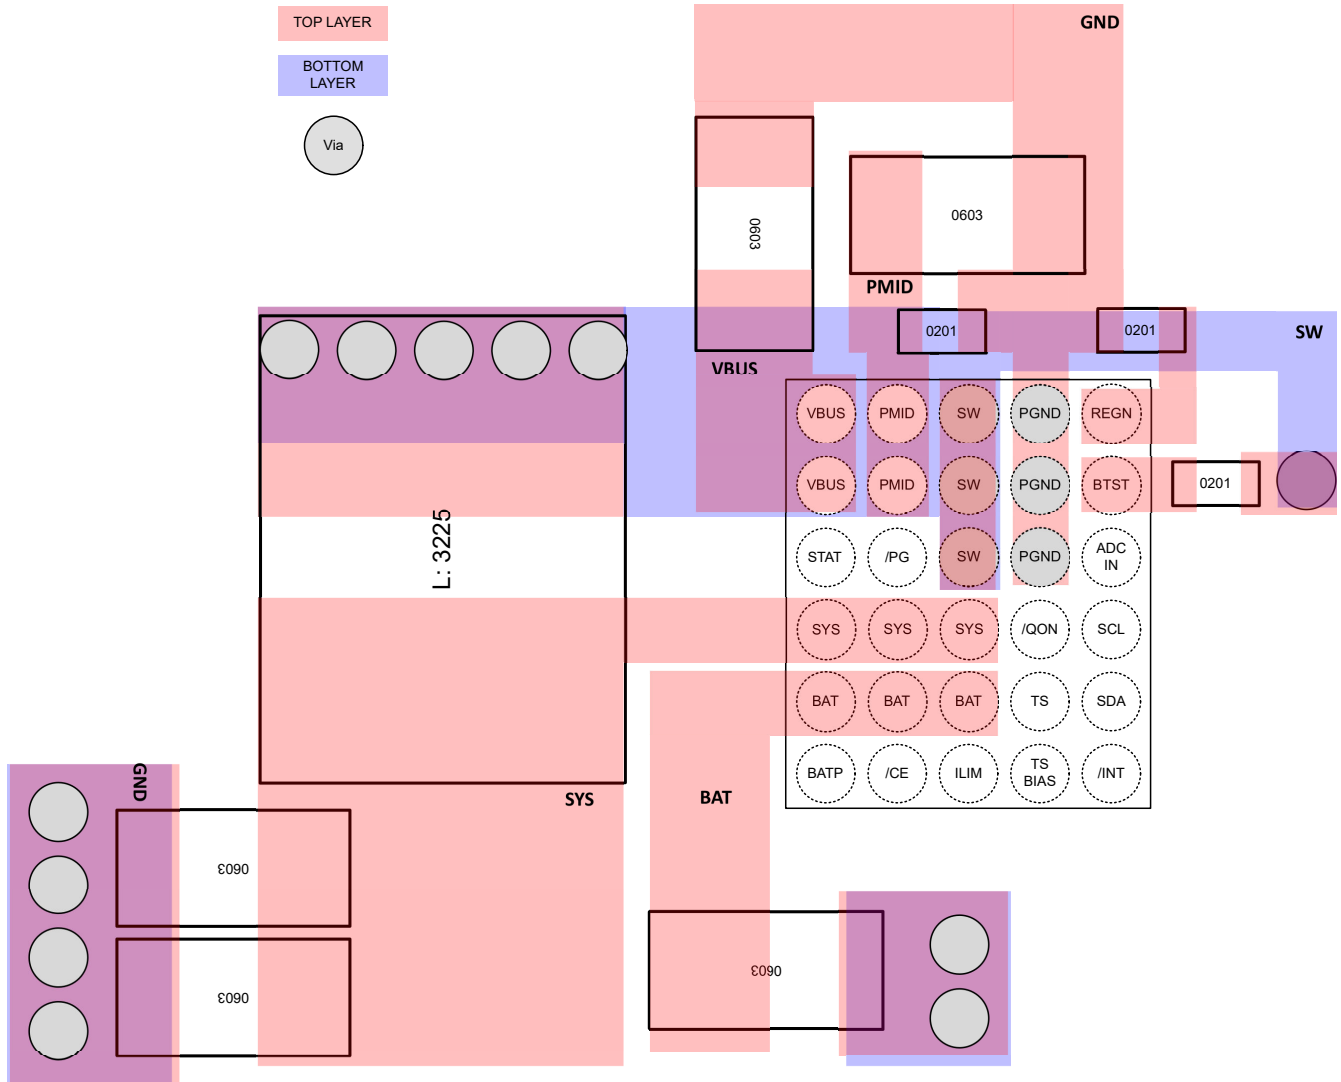 TOP LAYER
GND
BOTTOM
LAYER
Via
0603
0603
PMID
0201
0201
SW
VBUS
VBUS
PMID
SW
PGND
REGN
VBUS
PMID
SW
PGND
BTST
0201
L: 3225
STAT
/PG
SW
PGND
ADC
IN
SYS
SYS
SYS
/QON
SCL
BAT
BAT
BAT
TS
SDA
BATP
/CE
ILIM
TS
BIAS
/INT
GND
SYS
BAT
0603
0603
0603